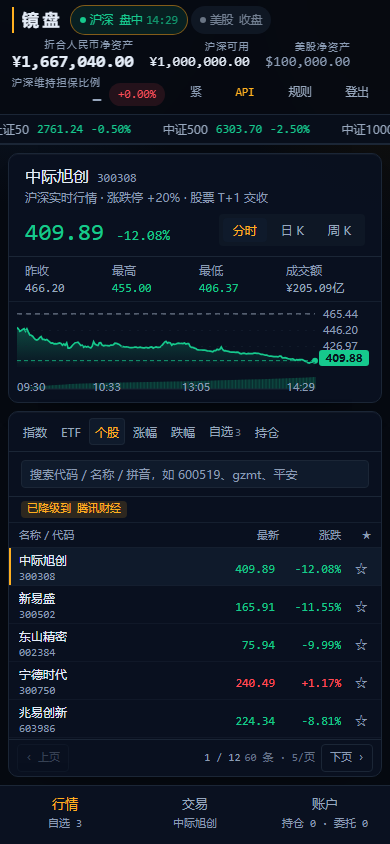 镜盘 沪深 盘中 14:29 美股 收盘
折合人民币净资产 沪深可用 美股净资产
¥1,667,040.00 ¥1,000,000.00 $100,000.00
沪深维持担保比例
— +0.00% 紧 API 规则 登出
证50 2761.24 -0.50% 中证500 6303.70 -2.50% 中证1000
中际旭创 300308
沪深实时行情 · 涨跌停 +20% · 股票 T+1 交收
409.89 -12.08% 分时 日 K 周 K
昨收 最高 最低 成交额
466.20 455.00 406.37 ¥205.09亿
465.44
446.20
426.97
409.88
09:30 10:33 13:05 14:29
指数 ETF 个股 涨幅 跌幅 自选 3 持仓
搜索代码 / 名称 / 拼音，如 600519、gzmt、平安
已降级到 腾讯财经
名称 / 代码 最新 涨跌 ★
中际旭创
300308 409.89 -12.08% ☆
新易盛
300502 165.91 -11.55% ☆
东山精密
002384 75.94 -9.99% ☆
宁德时代
300750 240.49 +1.17% ☆
兆易创新
603986 224.34 -8.81% ☆
‹ 上页 1 / 12 60 条 · 5/页 下页 ›
行情 交易 账户
自选 3 中际旭创 持仓 0 · 委托 0